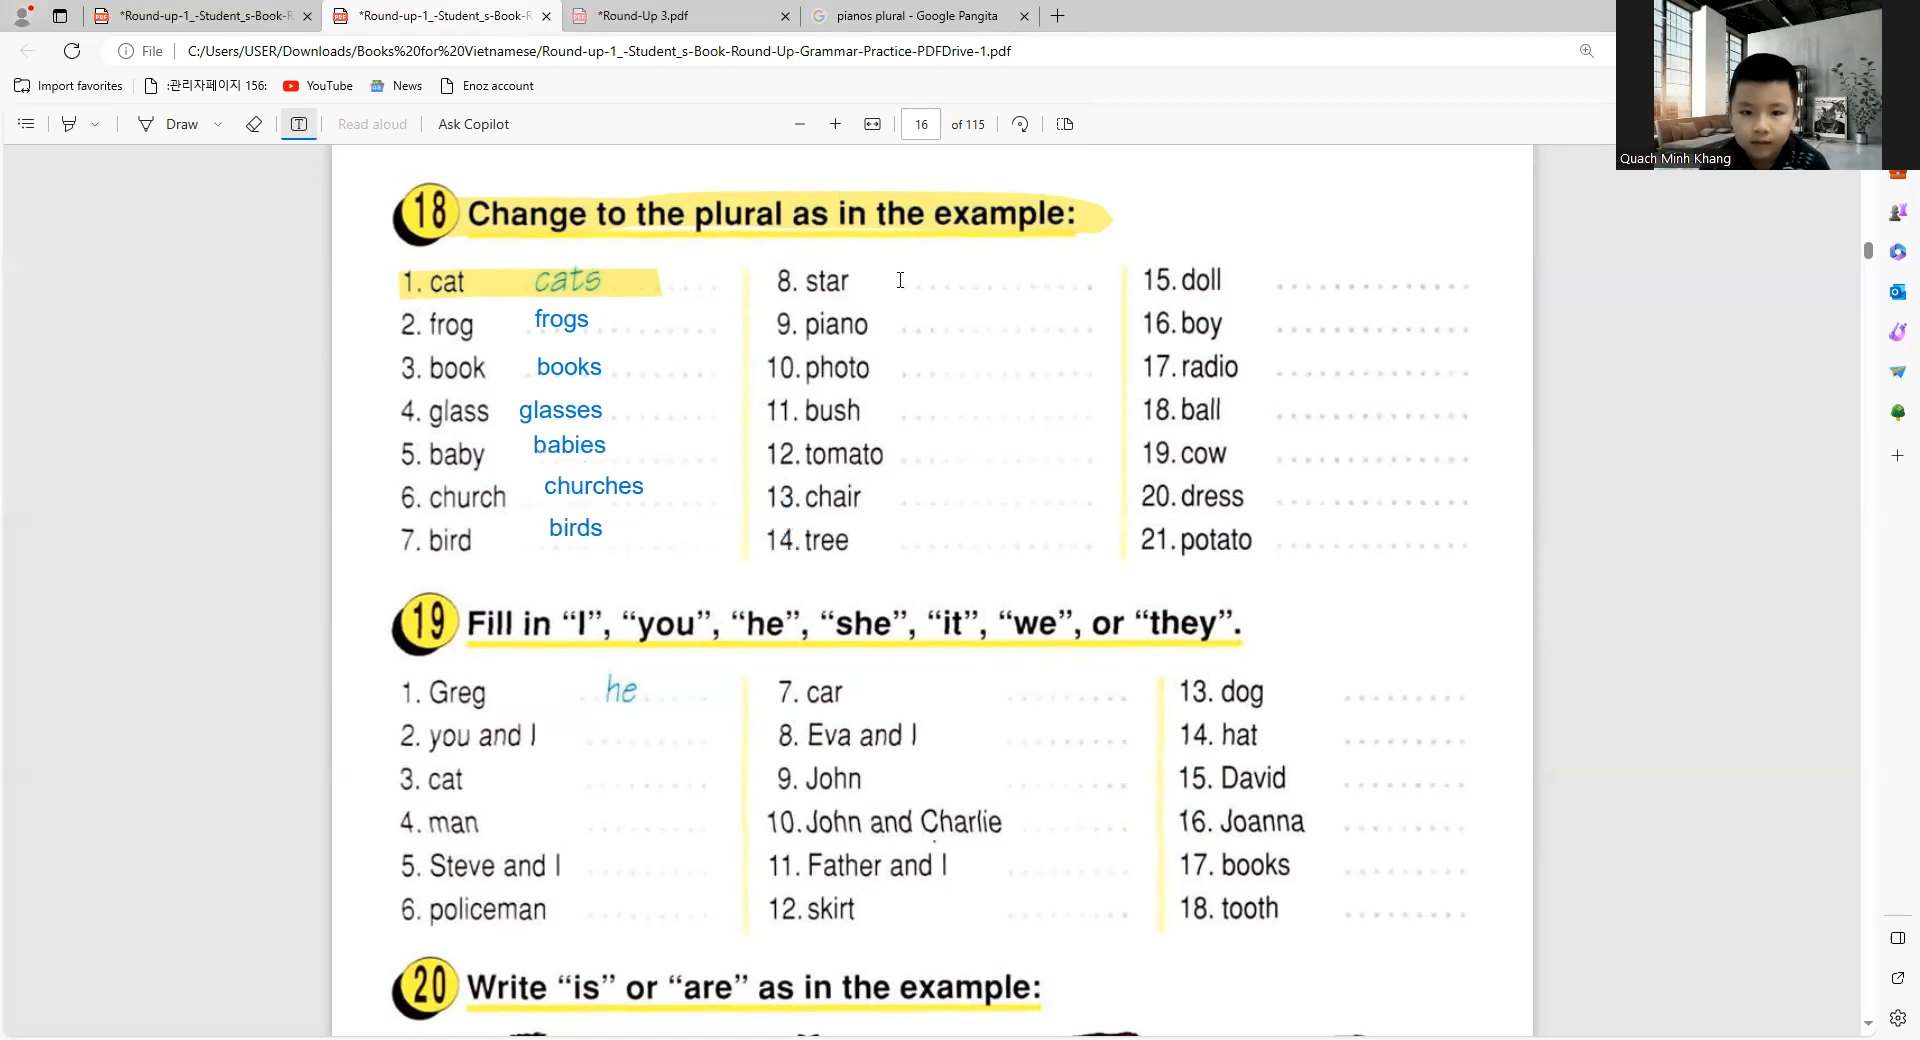 *Round-up-1_-Student_s-Book-R
*Round-up-1_-Student_s-Book-R
*Round-Up 3.pdf
pianos plural - Google Pangita
File
C:/Users/USER/Downloads/Books%20for%20Vietnamese/Round-up-1_-Student_s-Book-Round-Up-Grammar-Practice-PDFDrive-1.pdf
Import favorites
:관리자페이지 156:
YouTube
News
Enoz account
Draw
Read aloud
Ask Copilot
16
of 115
Quach Minh Khang
18 Change to the plural as in the example:
1. cat cats
2. frog frogs
3. book books
4. glass glasses
5. baby babies
6. church churches
7. bird birds
8. star
9. piano
10. photo
11. bush
12. tomato
13. chair
14. tree
15. doll
16. boy
17. radio
18. ball
19. cow
20. dress
21. potato
19 Fill in “I”, “you”, “he”, “she”, “it”, “we”, or “they”.
1. Greg he
2. you and I
3. cat
4. man
5. Steve and I
6. policeman
7. car
8. Eva and I
9. John
10. John and Charlie
11. Father and I
12. skirt
13. dog
14. hat
15. David
16. Joanna
17. books
18. tooth
20 Write “is” or “are” as in the example: